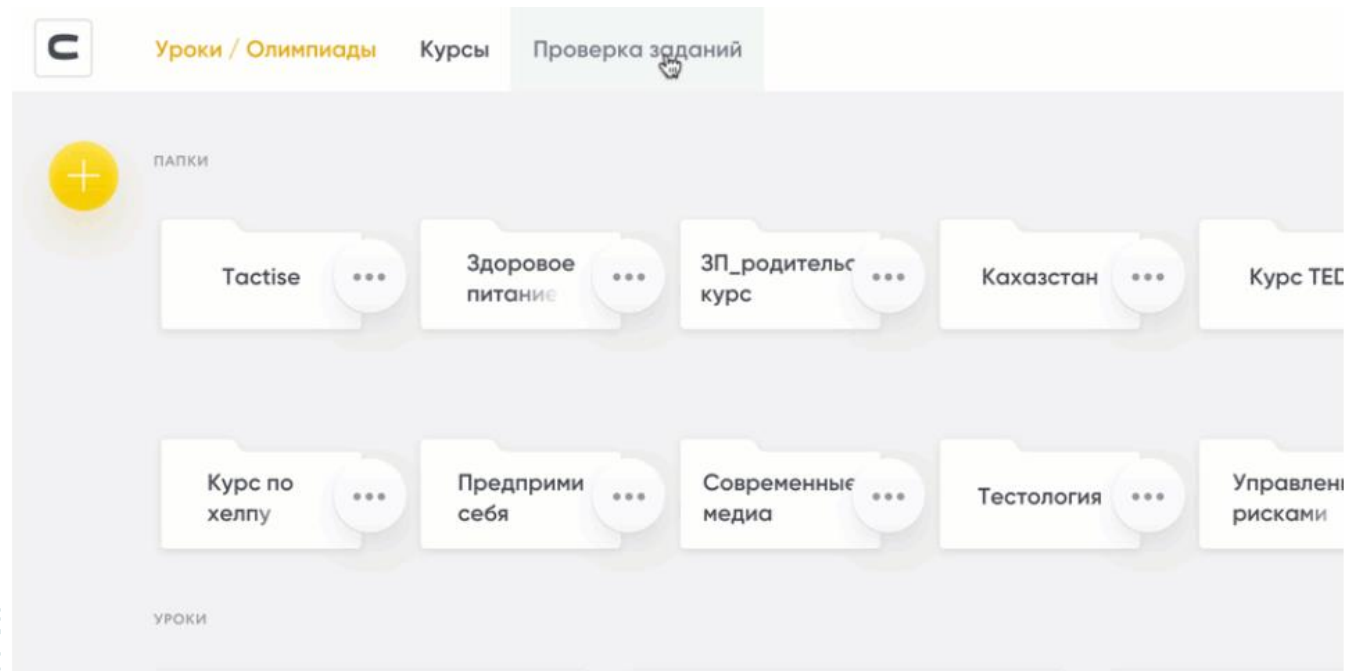 Уроки / Олимпиады Курсы Проверка заданий
ПАПКИ
Tactise
Здоровое
питание
ЗП_родительс
курс
Кахазстан
Курс TED
Курс по
хелпу
Предприми
себя
Современные
медиа
Тестология
Управлени
рисками
УРОКИ